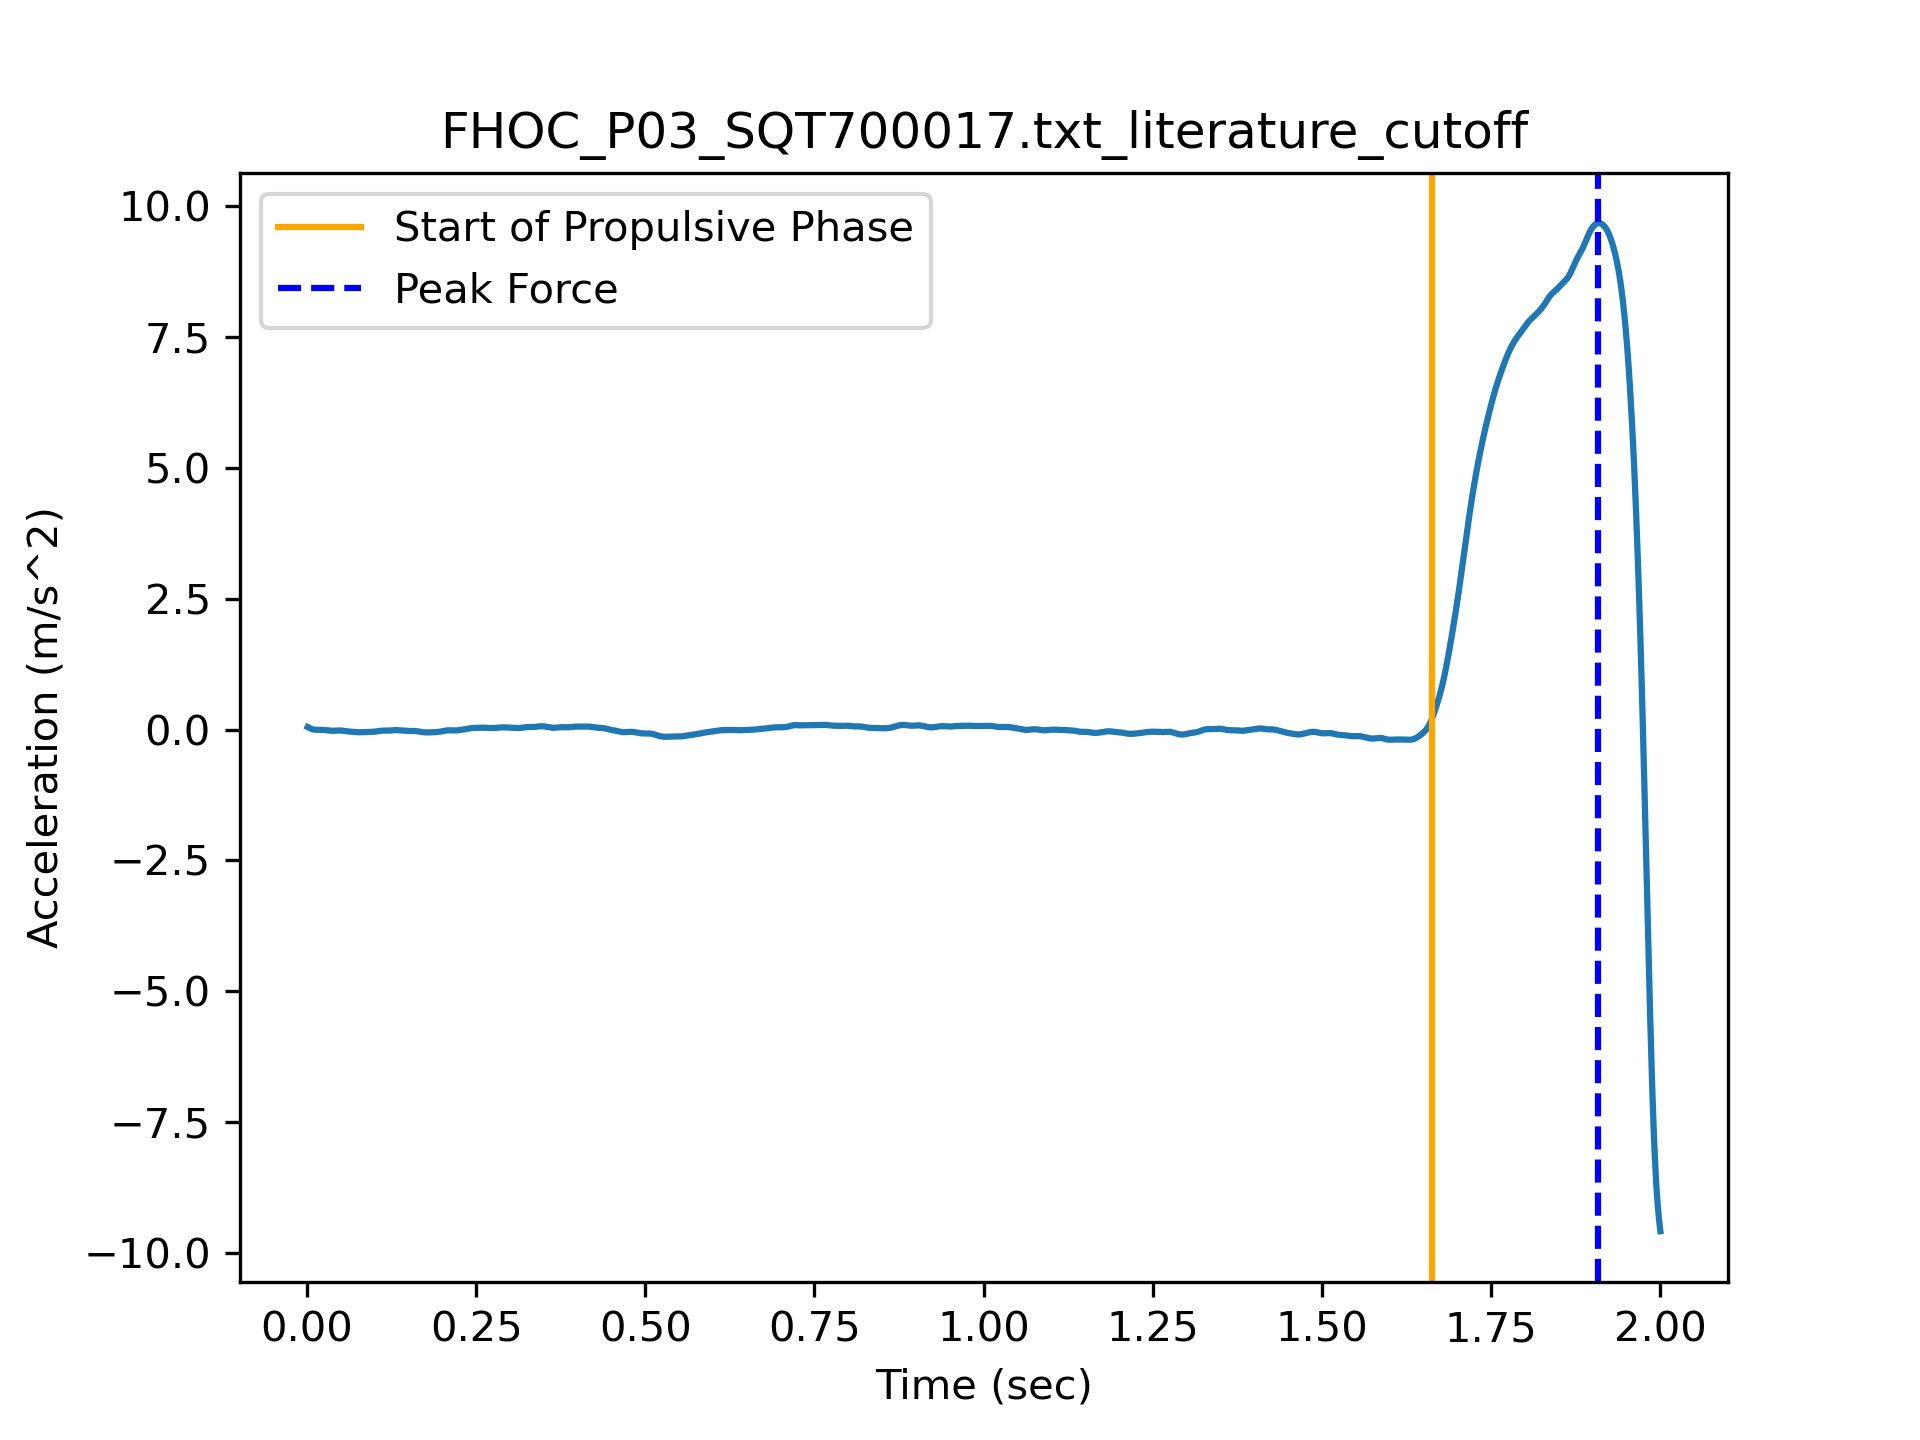 FHOC_P03_SQT700017.txt_literature_cutoff
Start of Propulsive Phase
Peak Force
10.0
7.5
5.0
2.5
0.0
−2.5
−5.0
−7.5
−10.0
Acceleration (m/s^2)
0.00 0.25 0.50 0.75 1.00 1.25 1.50 1.75 2.00
Time (sec)